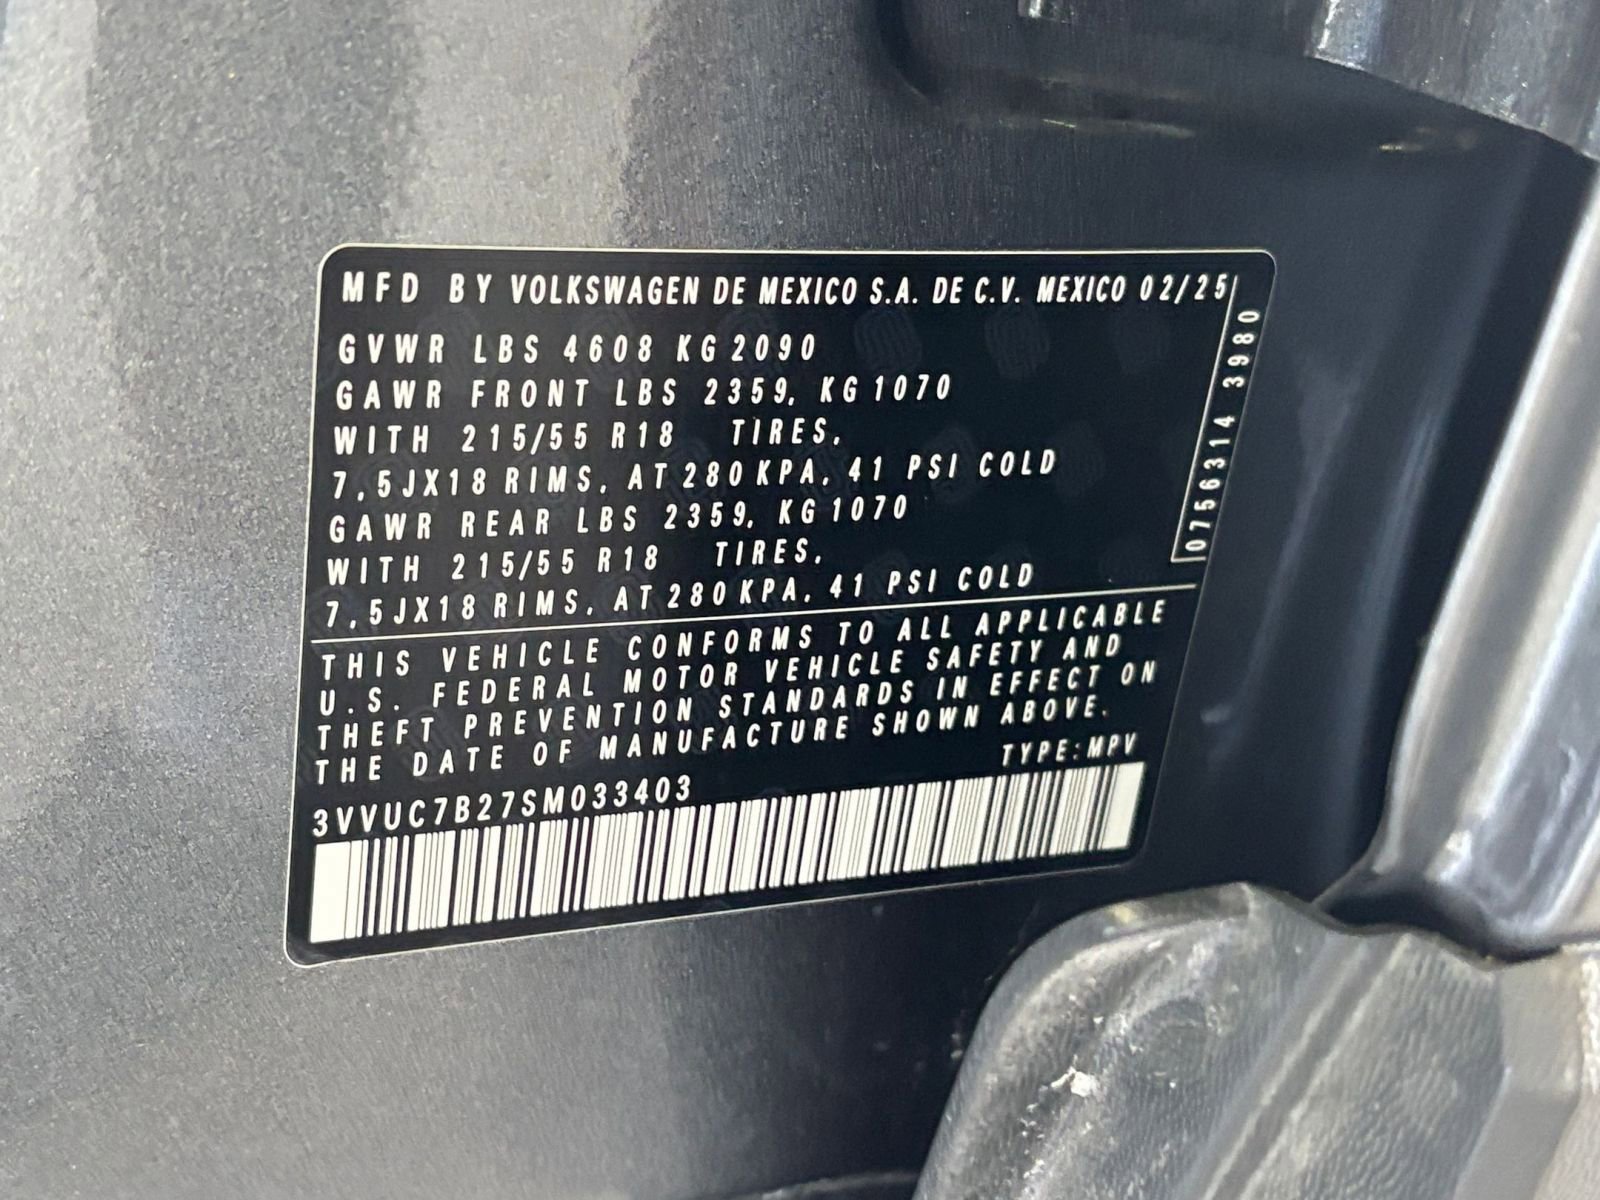 MFD BY VOLKSWAGEN DE MEXICO S.A. DE C.V. MEXICO 02/25
GVWR LBS 4608 KG 2090
GAWR FRONT LBS 2359, KG 1070
WITH 215/55 R18 TIRES,
7,5JX18 RIMS, AT 280 KPA, 41 PSI COLD
GAWR REAR LBS 2359, KG 1070
WITH 215/55 R18 TIRES,
7,5JX18 RIMS, AT 280 KPA, 41 PSI COLD
0756314 3980
THIS VEHICLE CONFORMS TO ALL APPLICABLE
U.S. FEDERAL MOTOR VEHICLE SAFETY AND
THEFT PREVENTION STANDARDS IN EFFECT ON
THE DATE OF MANUFACTURE SHOWN ABOVE.
TYPE: MPV
3VVUC7B27SM033403